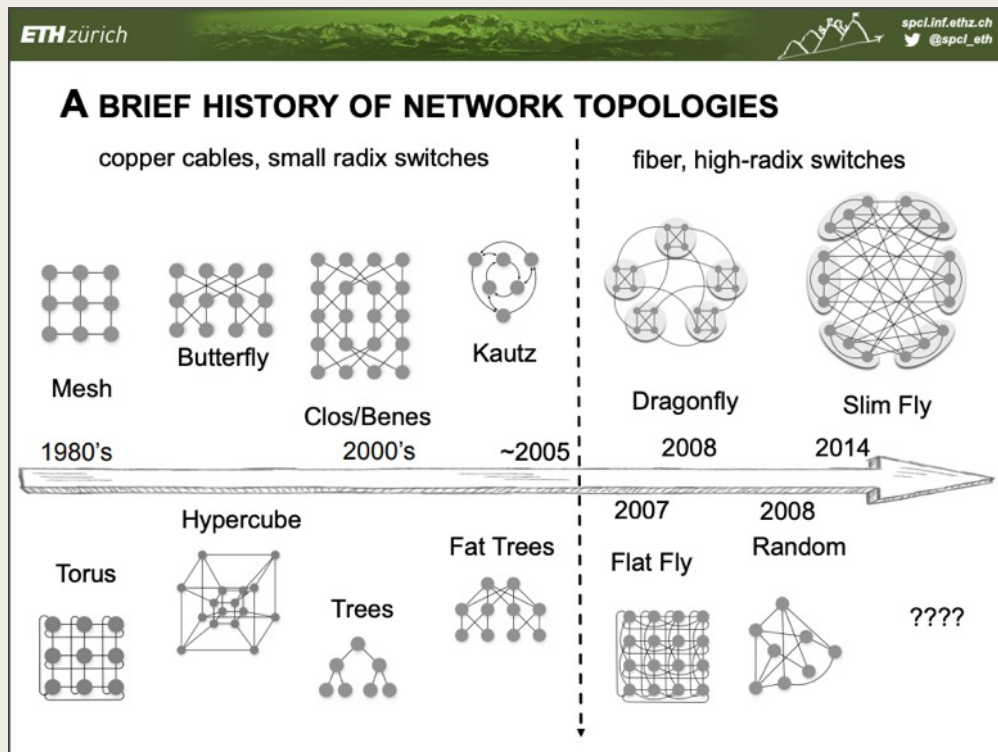 ETH zürich
spcl.inf.ethz.ch
@spcl_eth
A BRIEF HISTORY OF NETWORK TOPOLOGIES
copper cables, small radix switches
fiber, high-radix switches
Mesh
Butterfly
Clos/Benes
Kautz
Dragonfly
Slim Fly
1980's
2000's
~2005
2008
2014
2007
2008
Hypercube
Fat Trees
Flat Fly
Random
Torus
Trees
????